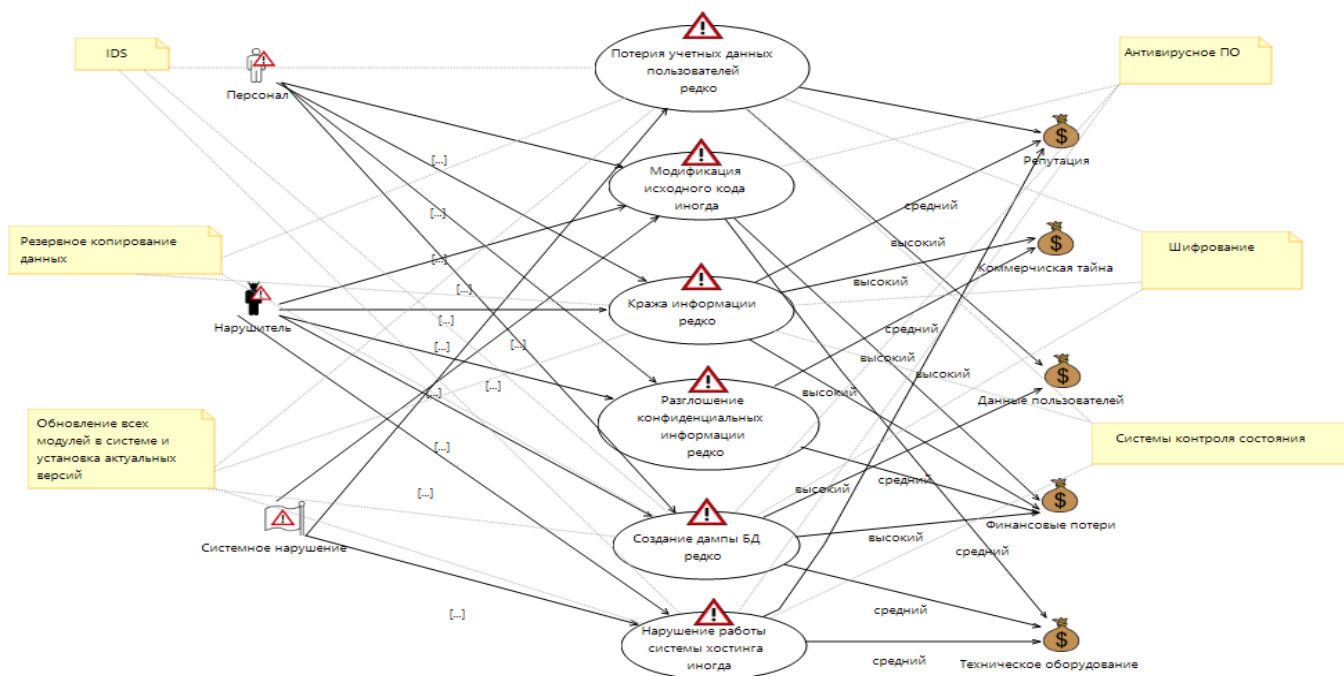 IDS
Персонал
Потерия учетных данных
пользователей
редко
Антивирусное ПО
Репутация
[...]
Модификация
исходного кода
иногда
[...]
средний
Резервное копирование
данных
Шифрование
высокий
[...]
Коммерчиская тайна
[...]
высокий
Кража информации
редко
Нарушитель
[...]
средний
[...]
[...]
[...]
высокий
высокий
[...]
[...]
высокий
Данные пользователей
Разглошение
конфиденциальных
информации
редко
Обновление всех
модулей в системе и
установка актуальных
версий
Системы контроля состояния
[...]
средний
высокий
[...]
Финансовые потери
Системное нарушение
Создание дампы БД
редко
высокий
средний
[...]
средний
Нарушение работы
системы хостинга
иногда
средний
Техническое оборудование